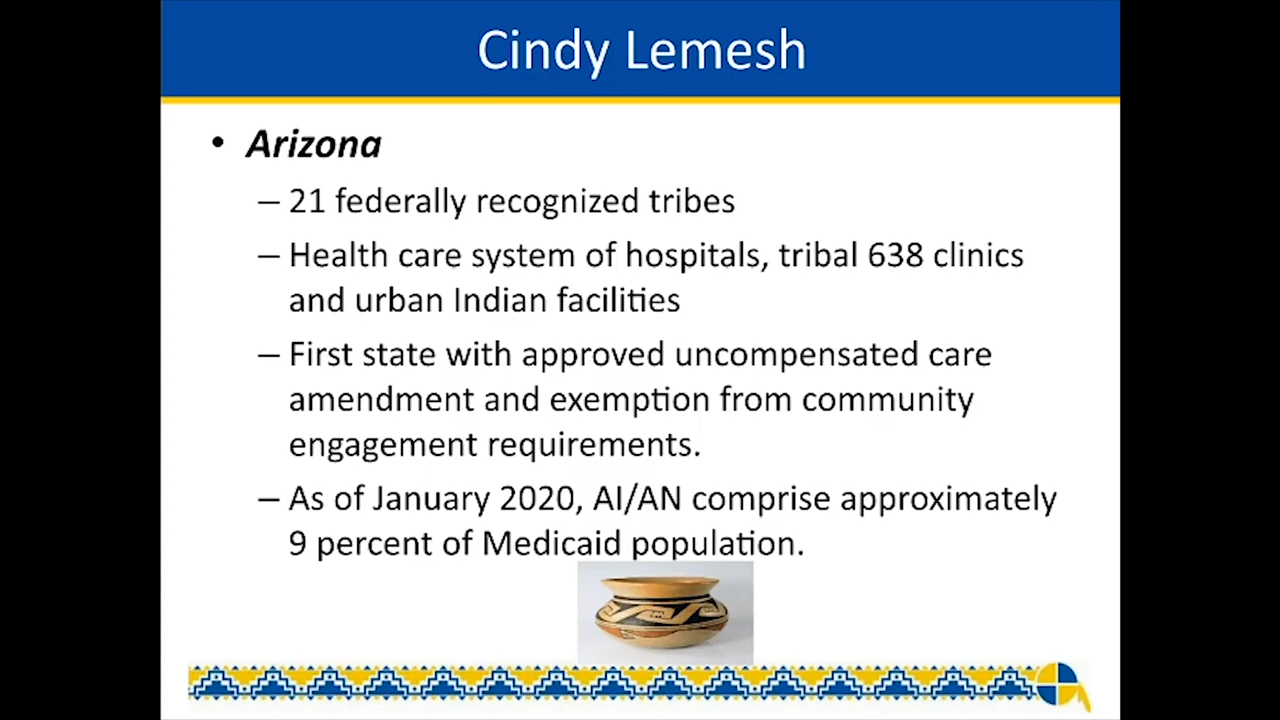 Cindy Lemesh
• Arizona
– 21 federally recognized tribes
– Health care system of hospitals, tribal 638 clinics
and urban Indian facilities
– First state with approved uncompensated care
amendment and exemption from community
engagement requirements.
– As of January 2020, AI/AN comprise approximately
9 percent of Medicaid population.